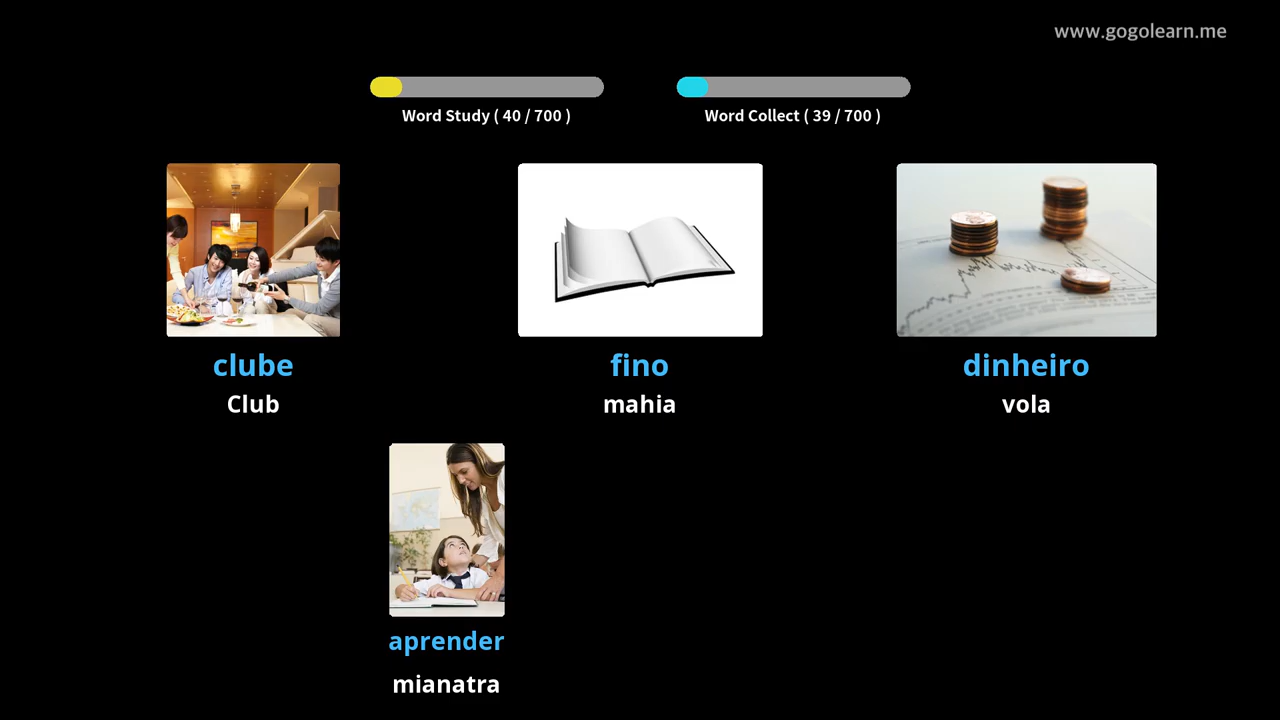 www.gogolearn.me
Word Study ( 40 / 700 )
Word Collect ( 39 / 700 )
clube
Club
fino
mahia
dinheiro
vola
aprender
mianatra